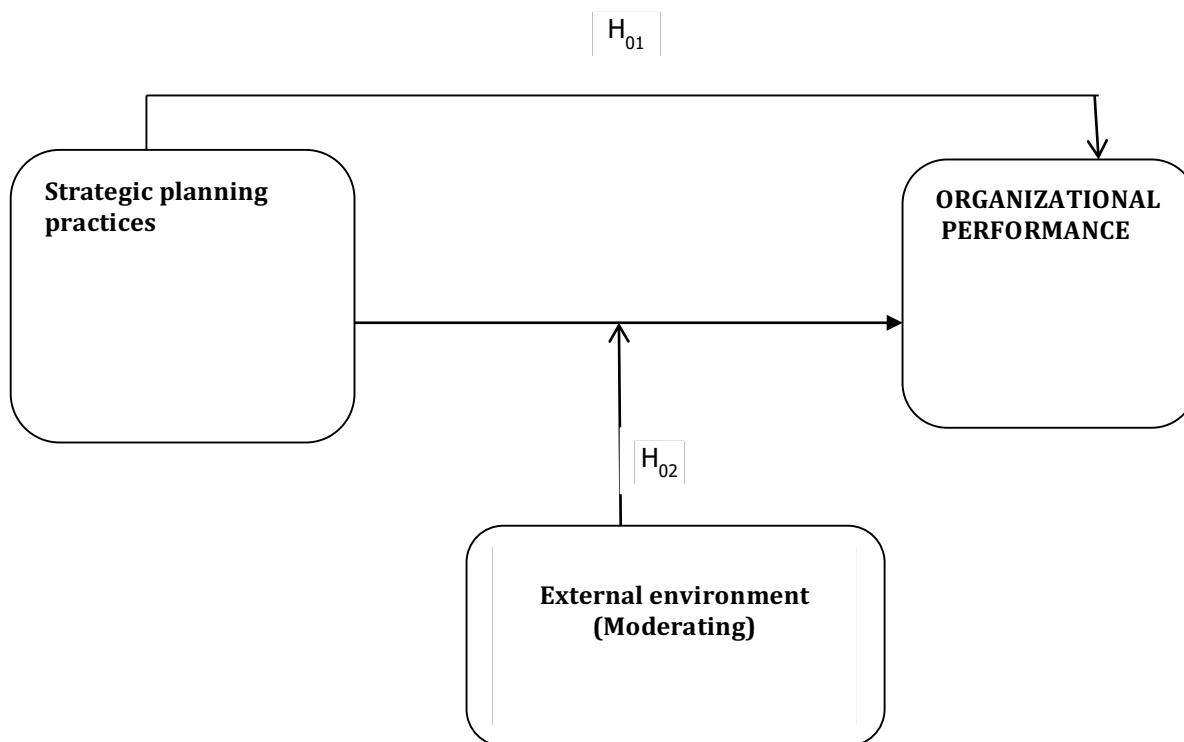 H01
Strategic planning
practices
ORGANIZATIONAL
PERFORMANCE
H02
External environment
(Moderating)